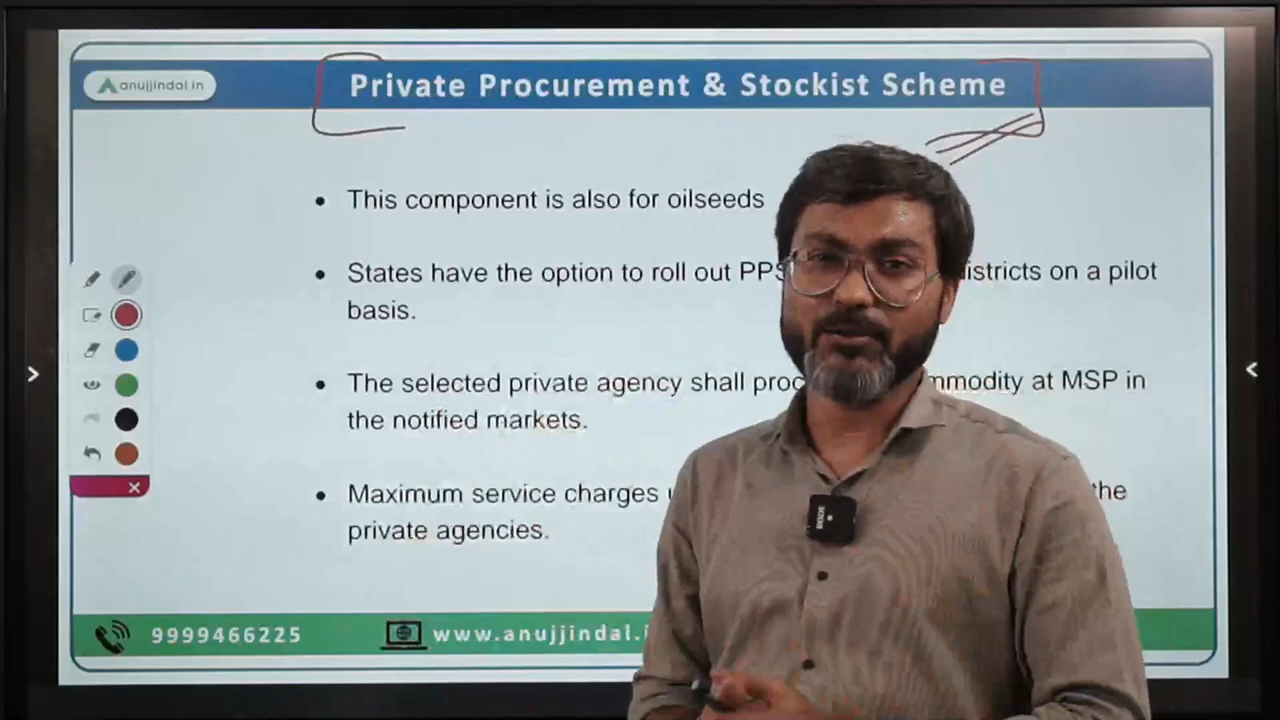 anujjindal.in
Private Procurement & Stockist Scheme
• This component is also for oilseeds
• States have the option to roll out PPS istricts on a pilot
basis.
• The selected private agency shall mmodity at MSP in
the notified markets.
• Maximum service charges the
private agencies.
9999466225
www.anujjindal.i